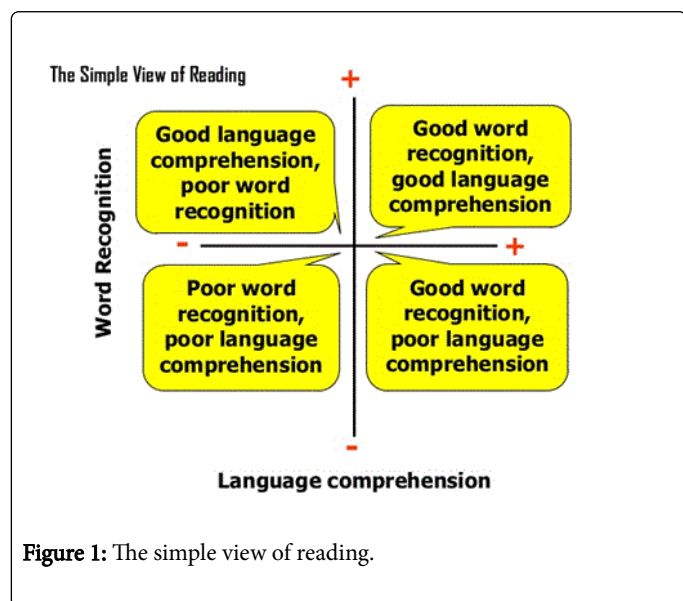 The Simple View of Reading
+
Good language
comprehension,
poor word
recognition
Good word
recognition,
good language
comprehension
Word Recognition
-
+
Poor word
recognition,
poor language
comprehension
Good word
recognition,
poor language
comprehension
-
Language comprehension
Figure 1: The simple view of reading.